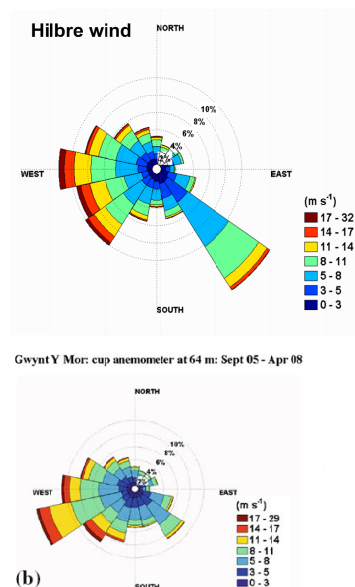 Hilbre wind
NORTH
10%
8%
6%
4%
2%
WEST
EAST
(m s-1)
17 - 32
14 - 17
11 - 14
8 - 11
5 - 8
3 - 5
0 - 3
SOUTH
Gwynt Y Mor: cup anemometer at 64 m: Sept 05 - Apr 08
NORTH
10%
8%
6%
4%
2%
WEST
EAST
(m s-1)
17 - 29
14 - 17
11 - 14
8 - 11
5 - 8
3 - 5
0 - 3
(b)
SOUTH